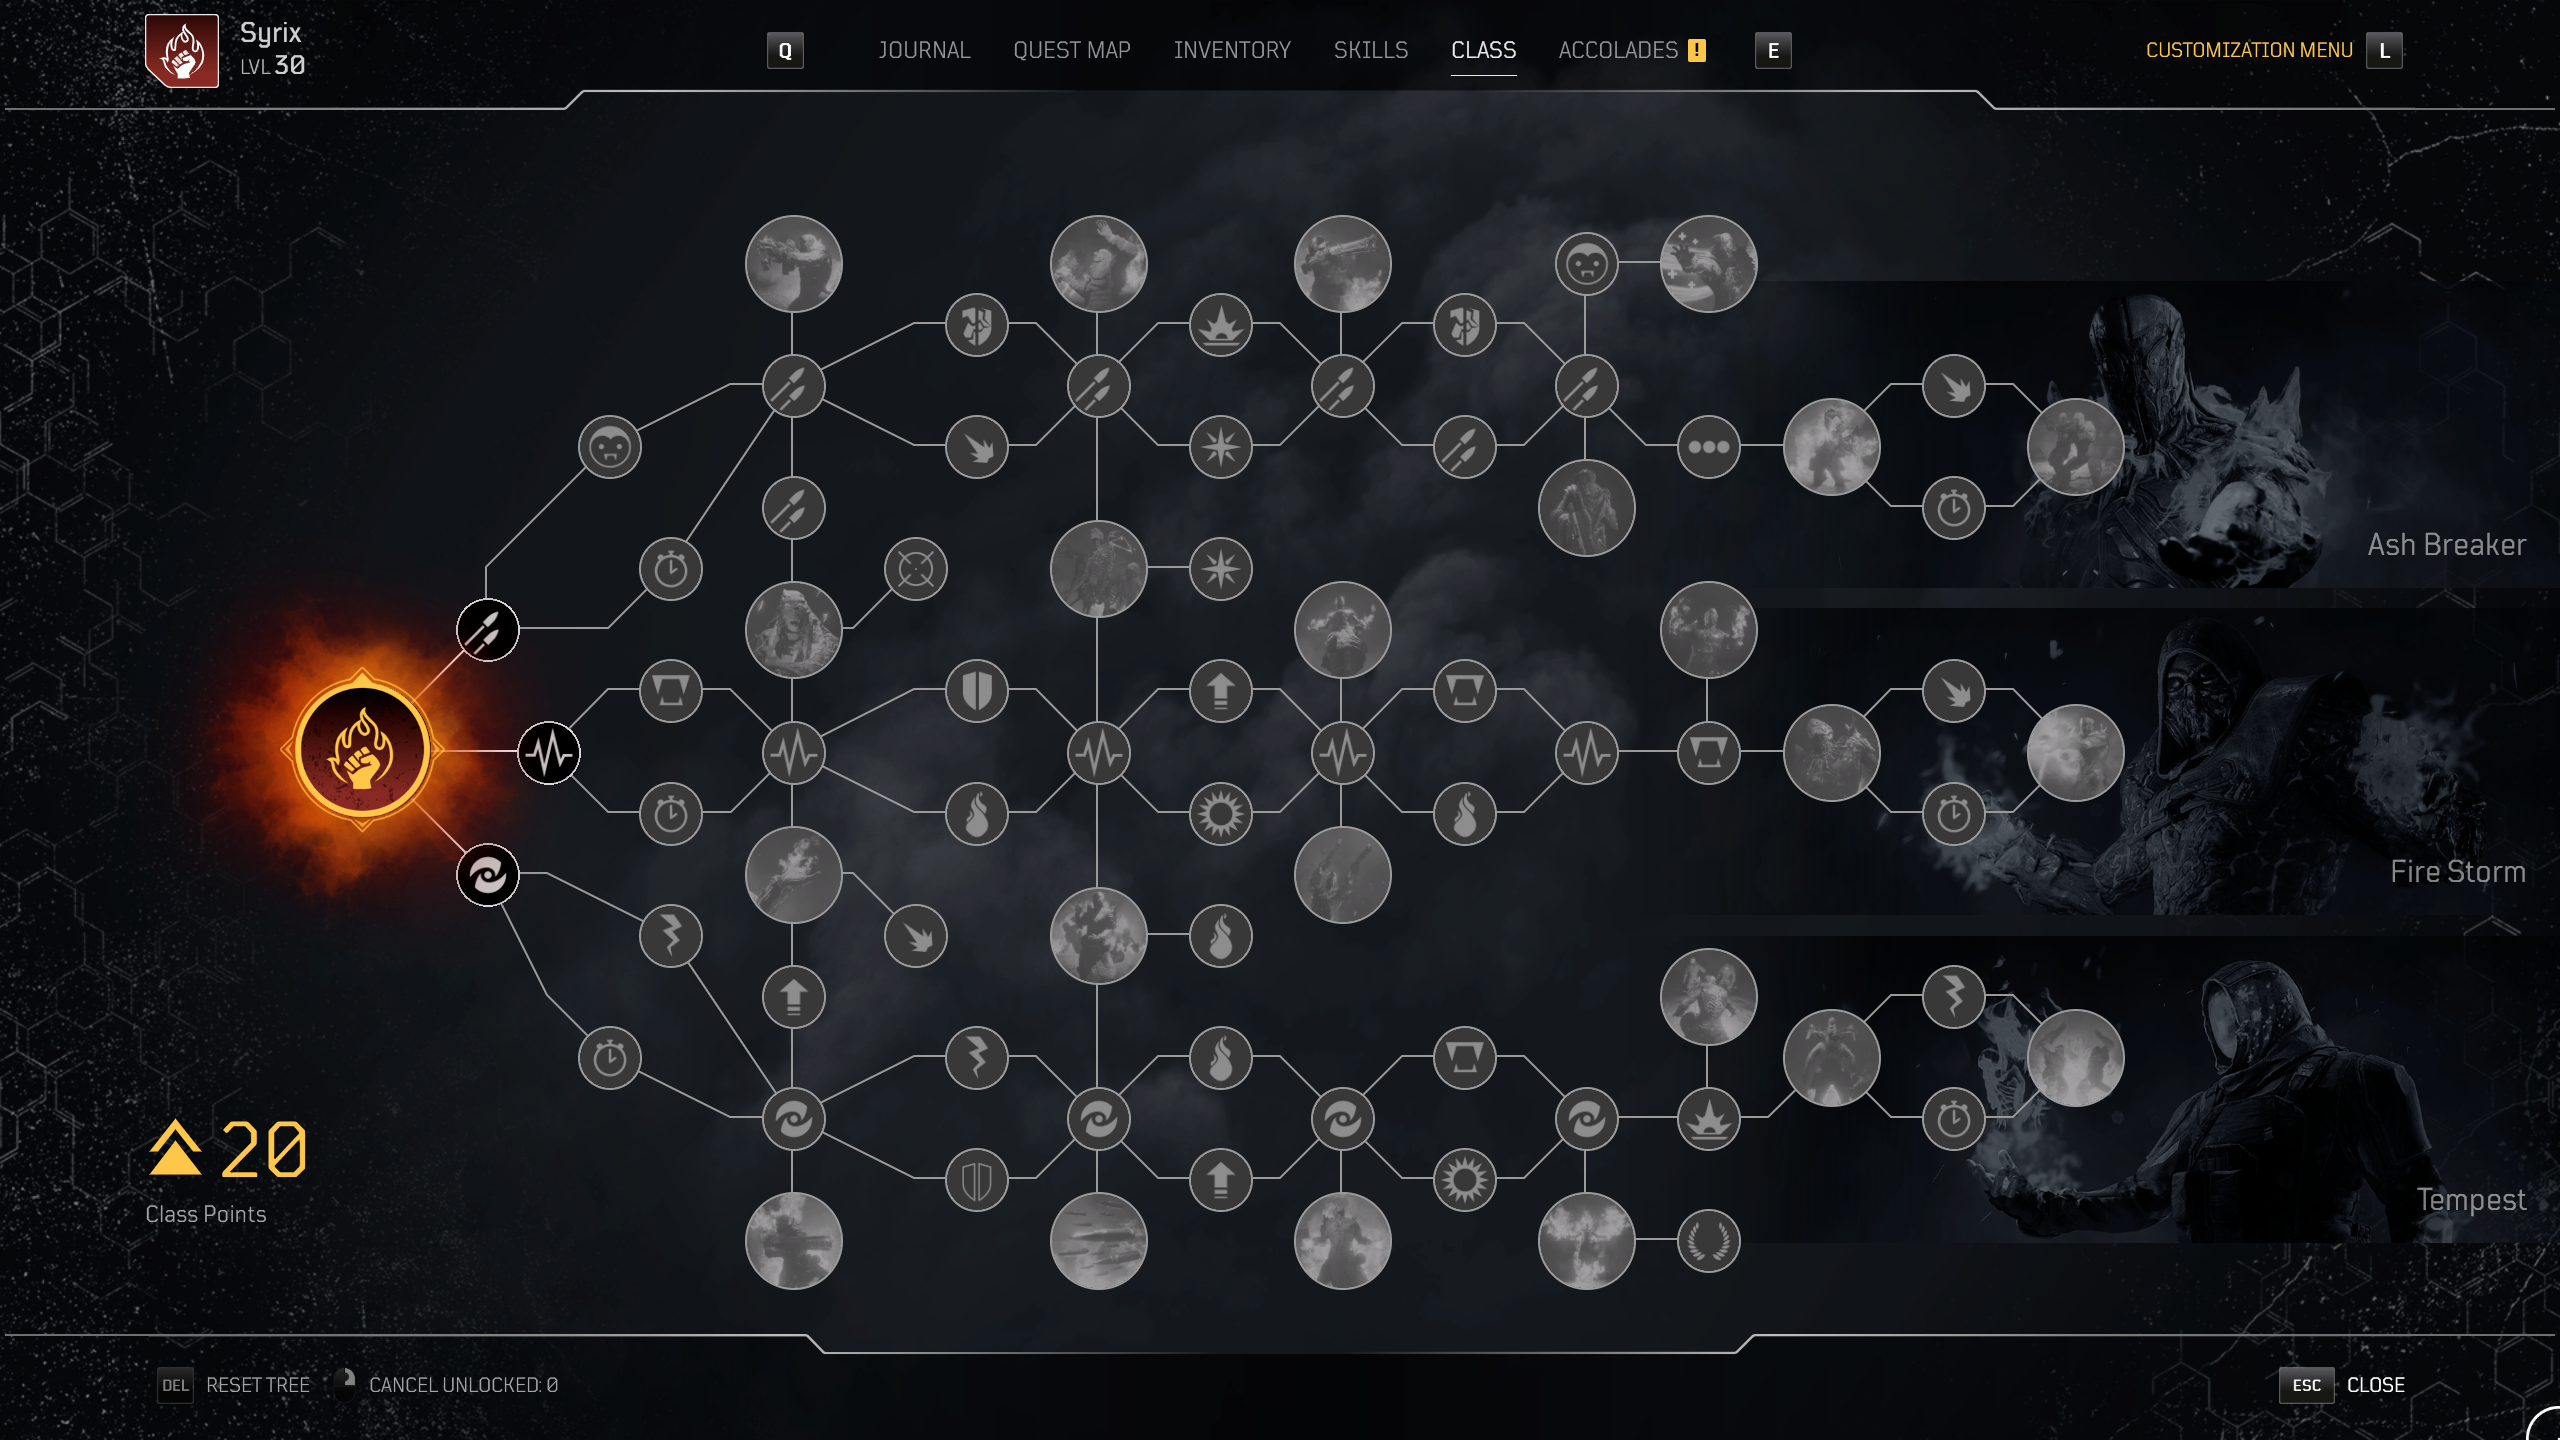 Syrix
LVL 30
Q
JOURNAL
QUEST MAP
INVENTORY
SKILLS
CLASS
ACCOLADES !
E
CUSTOMIZATION MENU L
Ash Breaker
Fire Storm
Tempest
20
Class Points
DEL RESET TREE
CANCEL UNLOCKED: 0
ESC CLOSE